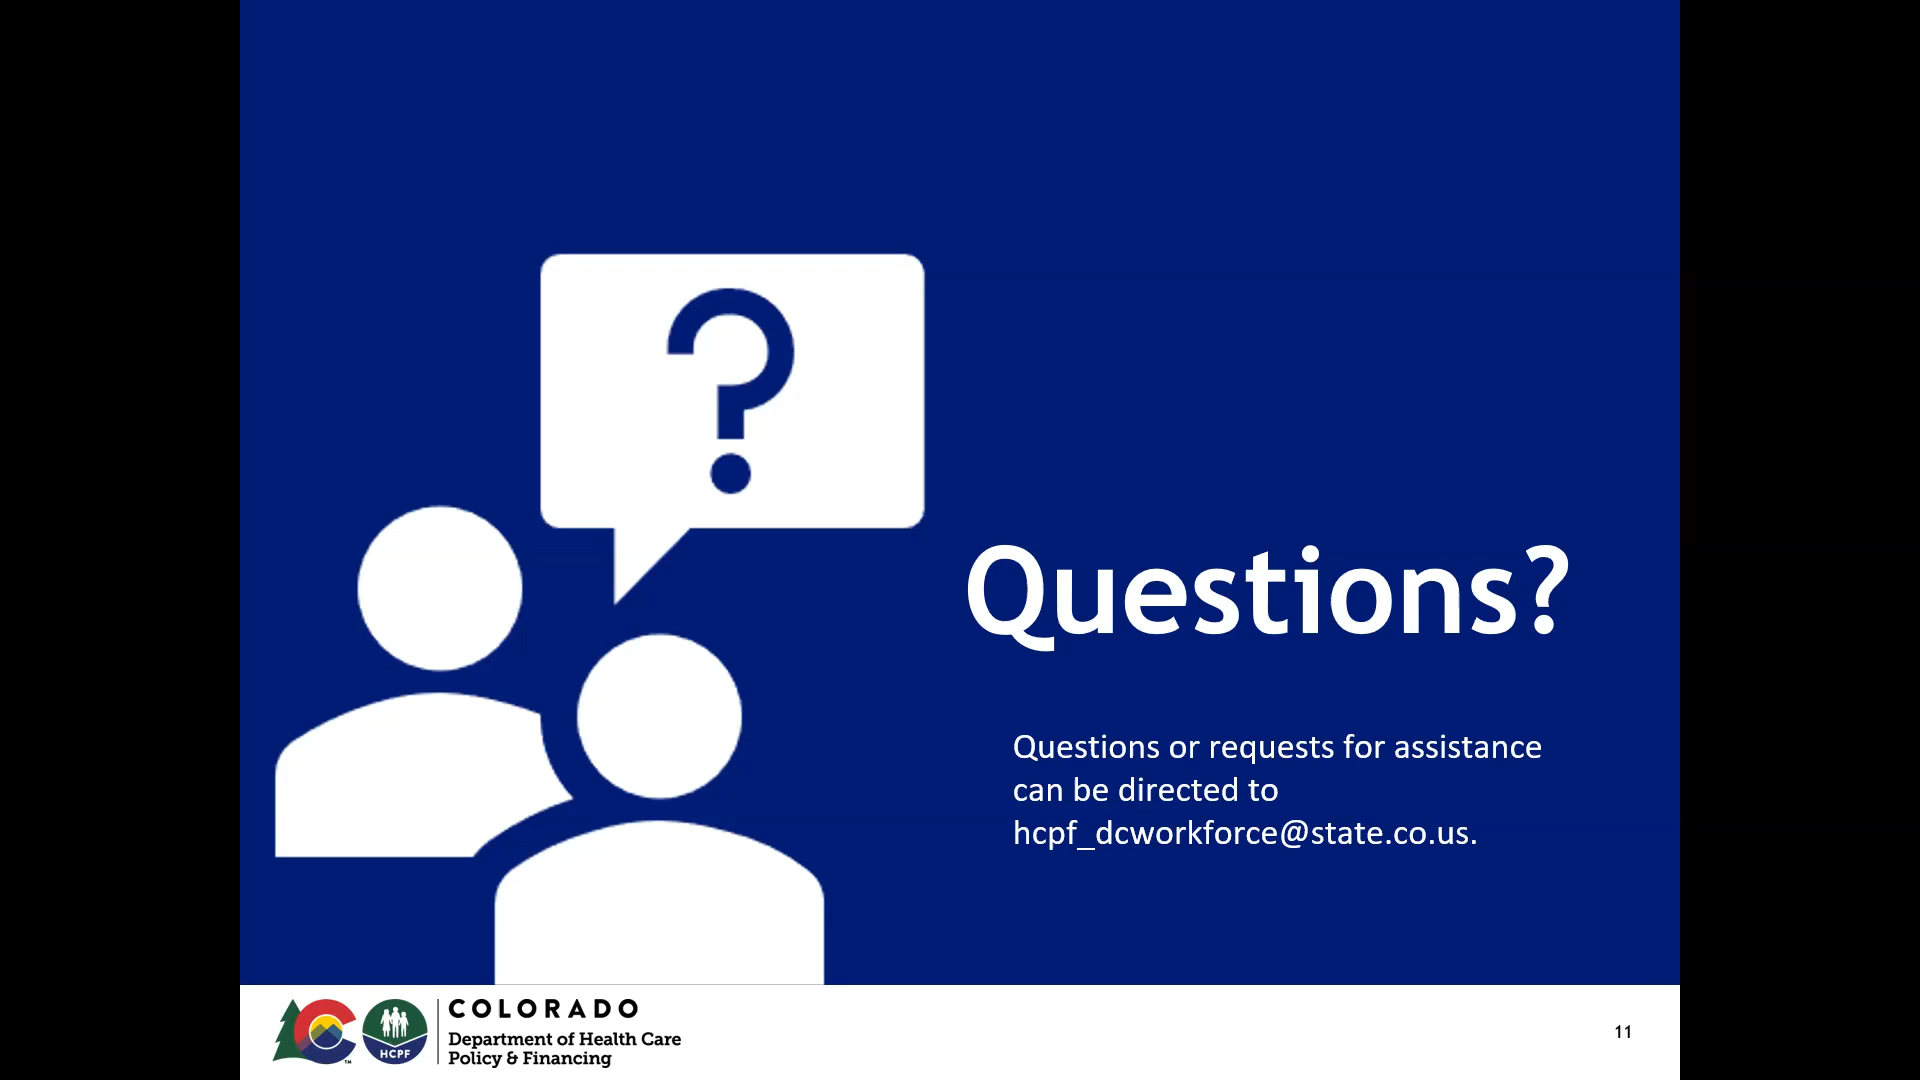 ?
Questions?
Questions or requests for assistance
can be directed to
hcpf_dcworkforce@state.co.us.
HCPF
TM
COLORADO
Department of Health Care
Policy & Financing
11